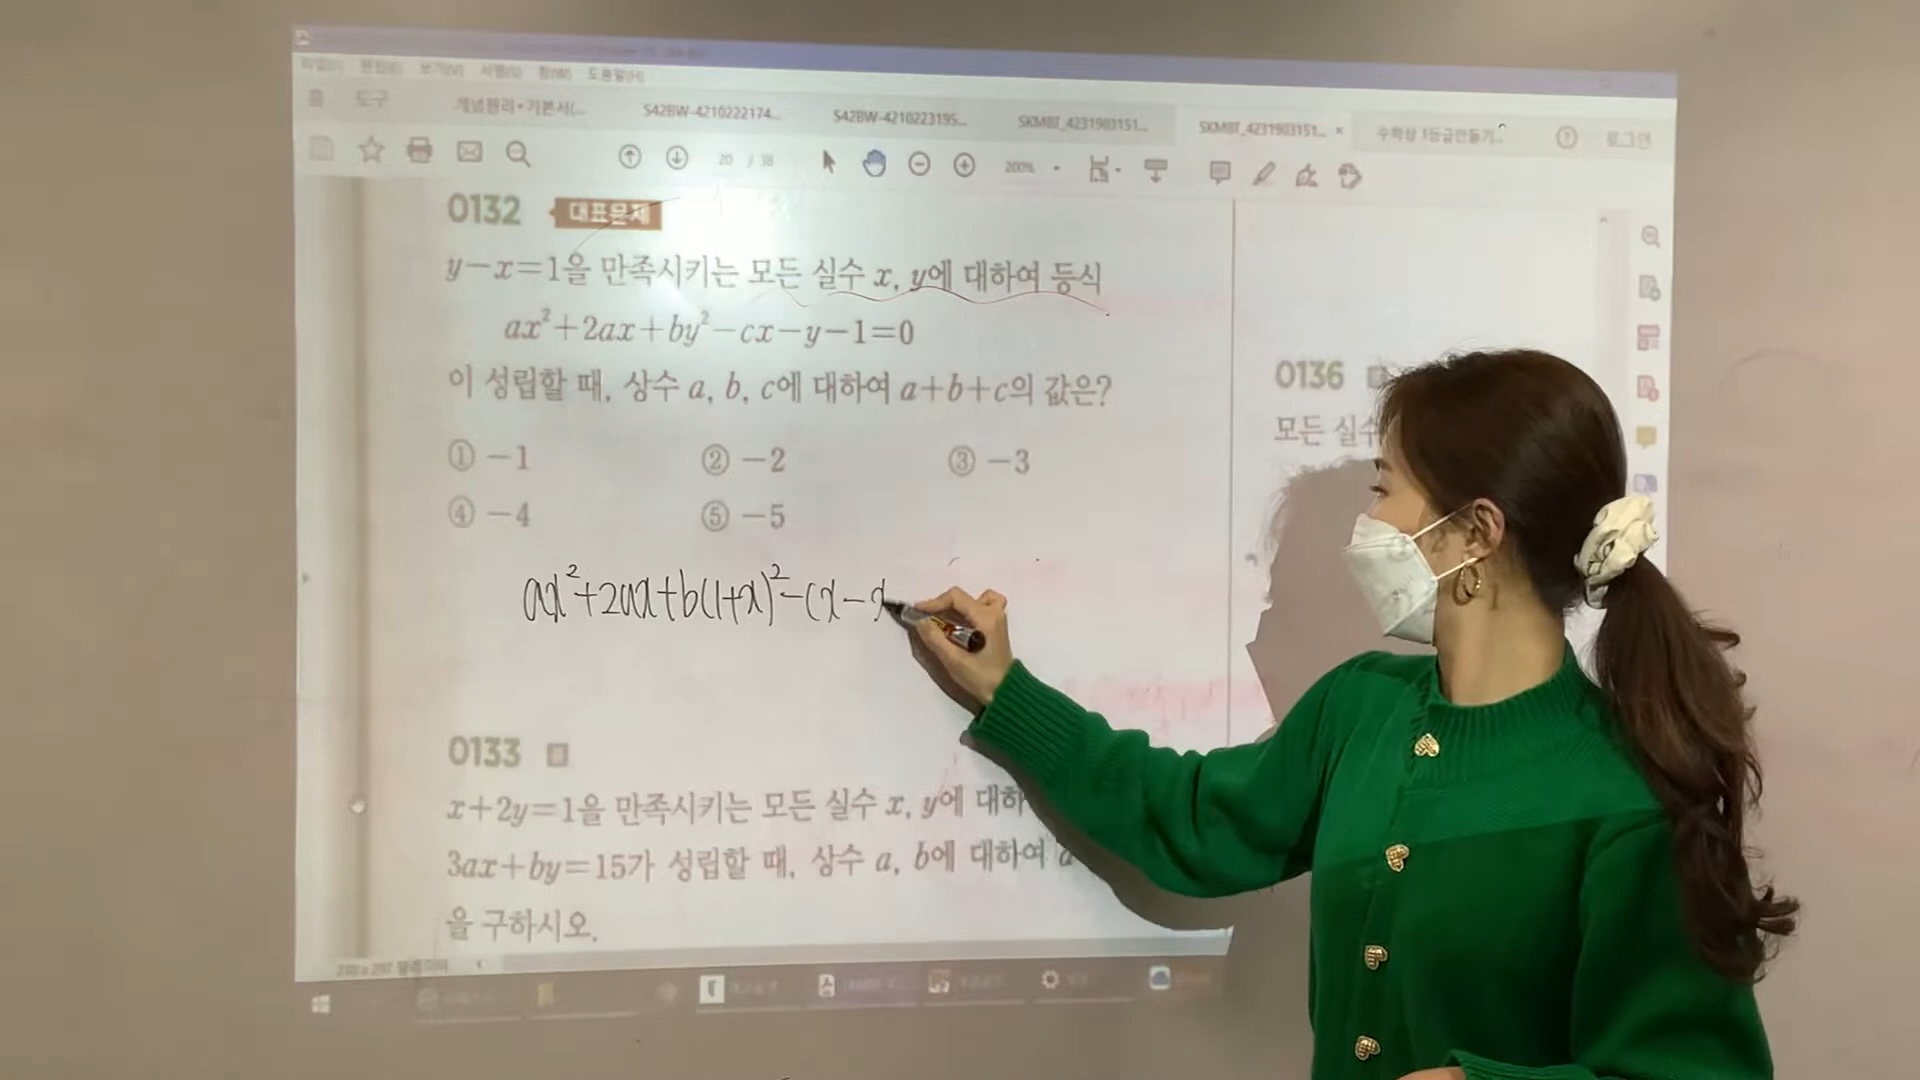 파일(F) 편집(E) 보기(V) 서명(S) 창(W) 도움말(H)
홈 도구 개념원리+기본서(... S42BW-4210222174... S42BW-4210223195... SKMBT_4231903151... SKMBT_4231903151... × 수학상 1등급만들기... 로그인
20 / 38 200%
0132 대표문제
y-x=1을 만족시키는 모든 실수 x, y에 대하여 등식
ax²+2ax+by²-cx-y-1=0
이 성립할 때, 상수 a, b, c에 대하여 a+b+c의 값은?
① -1 ② -2 ③ -3
④ -4 ⑤ -5
ax²+2ax+b(1+x)²-cx-x
0133
x+2y=1을 만족시키는 모든 실수 x, y에 대하
3ax+by=15가 성립할 때, 상수 a, b에 대하여 a
을 구하시오.
0136
모든 실수